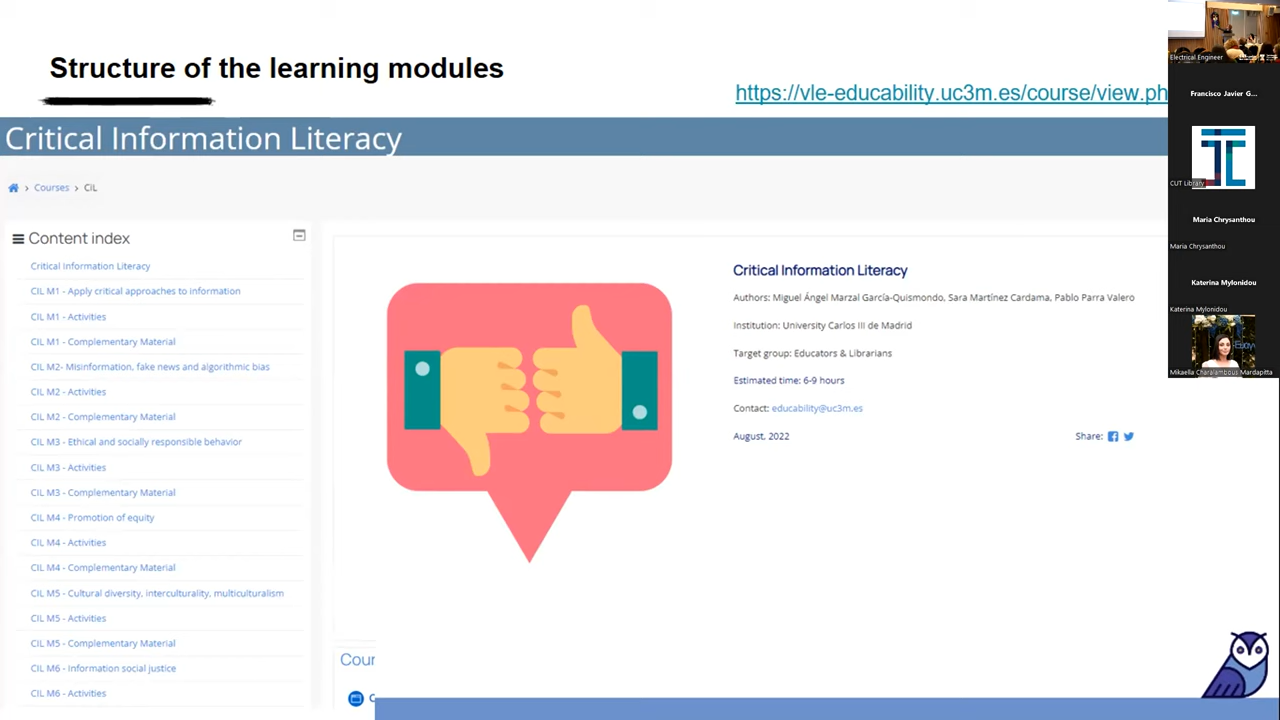 Structure of the learning modules
https://vle-educability.uc3m.es/course/view.ph
Critical Information Literacy
Courses > CiL
Content index
Critical Information Literacy
CIL M1 - Apply critical approaches to information
CIL M1 - Activities
CIL M1 - Complementary Material
CIL M2- Misinformation, fake news and algorithmic bias
CIL M2 - Activities
CIL M2 - Complementary Material
CIL M3 - Ethical and socially responsible behavior
CIL M3 - Activities
CIL M3 - Complementary Material
CIL M4 - Promotion of equity
CIL M4 - Activities
CIL M4 - Complementary Material
CIL M5 - Cultural diversity, interculturality, multiculturalism
CIL M5 - Activities
CIL M5 - Complementary Material
CIL M6 - Information social justice
CIL M6 - Activities
Critical Information Literacy
Authors: Miguel Ángel Marzal García-Quismondo, Sara Martínez Cardama, Pablo Parra Valero
Institution: University Carlos III de Madrid
Target group: Educators & Librarians
Estimated time: 6-9 hours
Contact: educability@uc3m.es
August, 2022
Share:
Cour
C
Electrical Engineer
Francisco Javier G...
CUT Library
Maria Chrysanthou
Maria Chrysanthou
Katerina Mylonidou
Katerina Mylonidou
Mikaella Charalambous Mardapitta